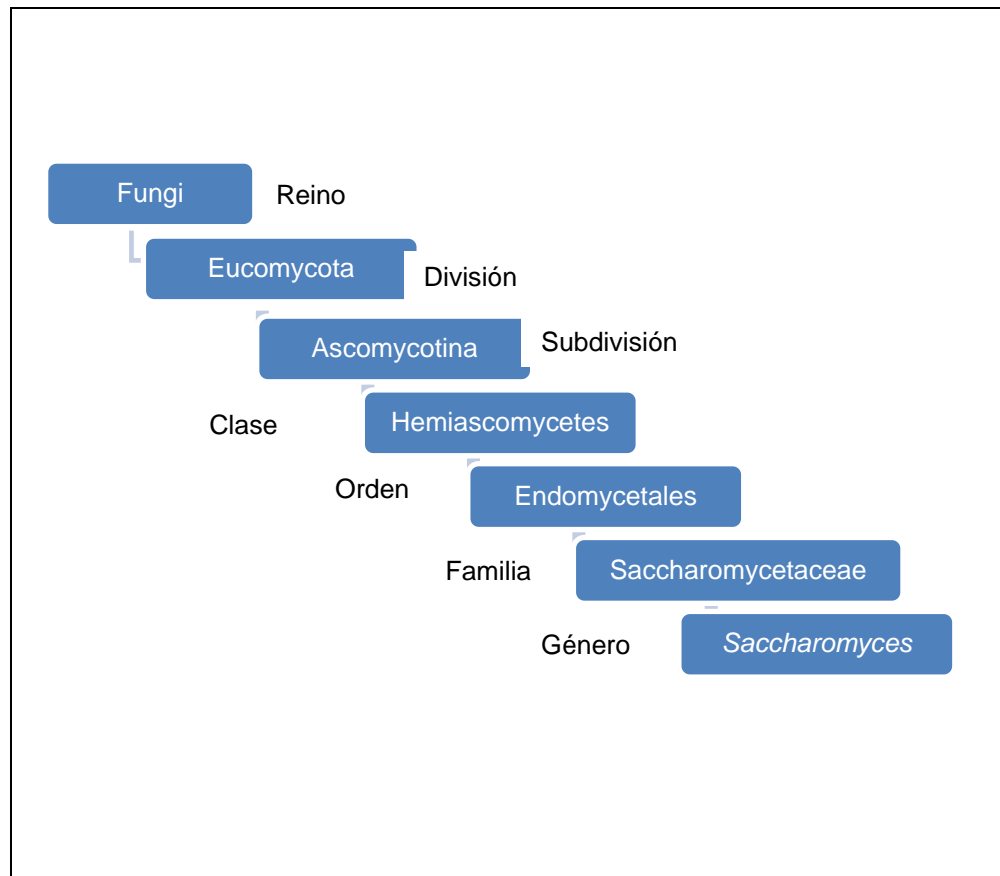 Fungi Reino
Eucomycota División
Ascomycotina Subdivisión
Clase Hemiascomycetes
Orden Endomycetales
Familia Saccharomycetaceae
Género Saccharomyces